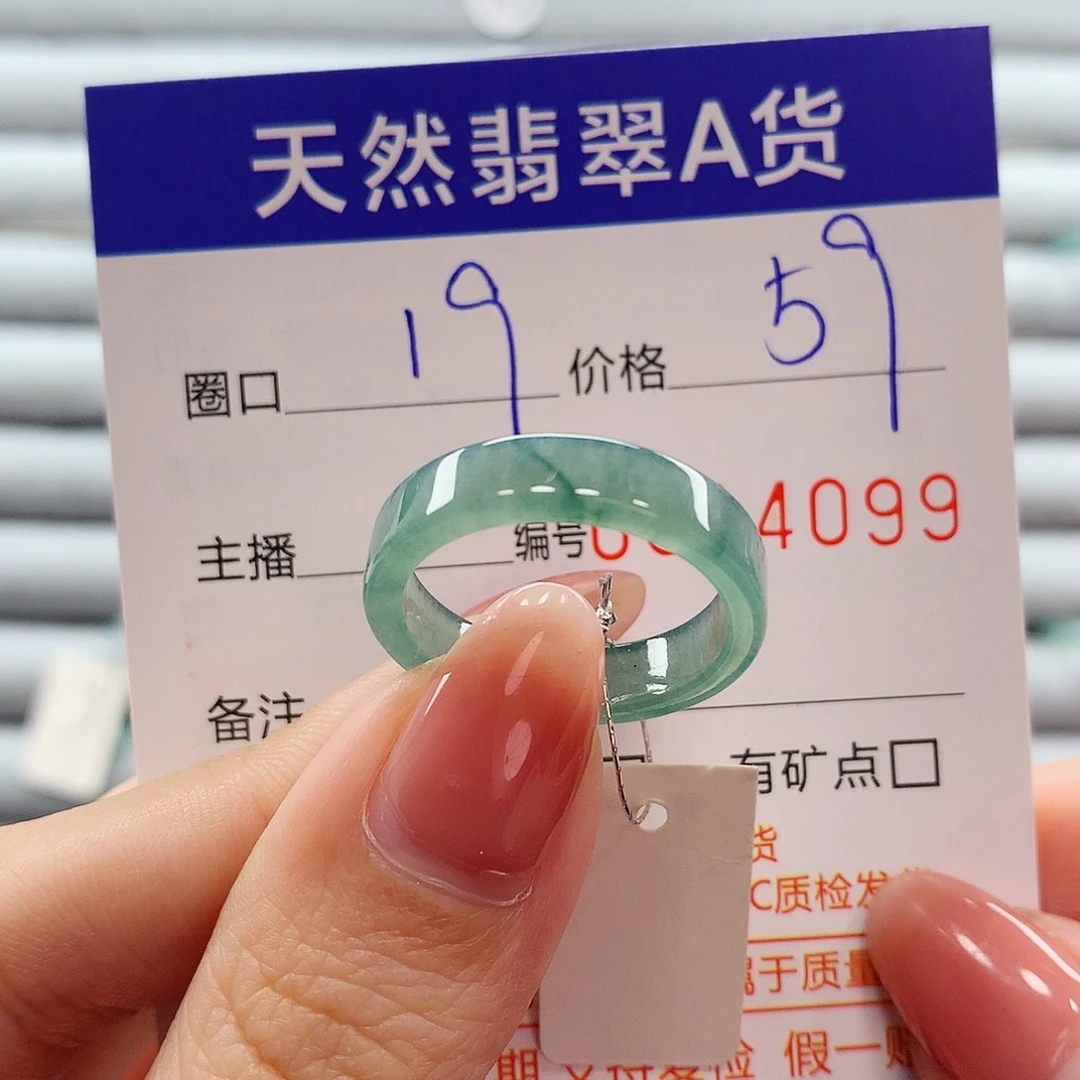 天然翡翠A货
圈口 19 价格 59
主播 编号 4099
备注
有矿点
货
C质检发
属于质量
假一